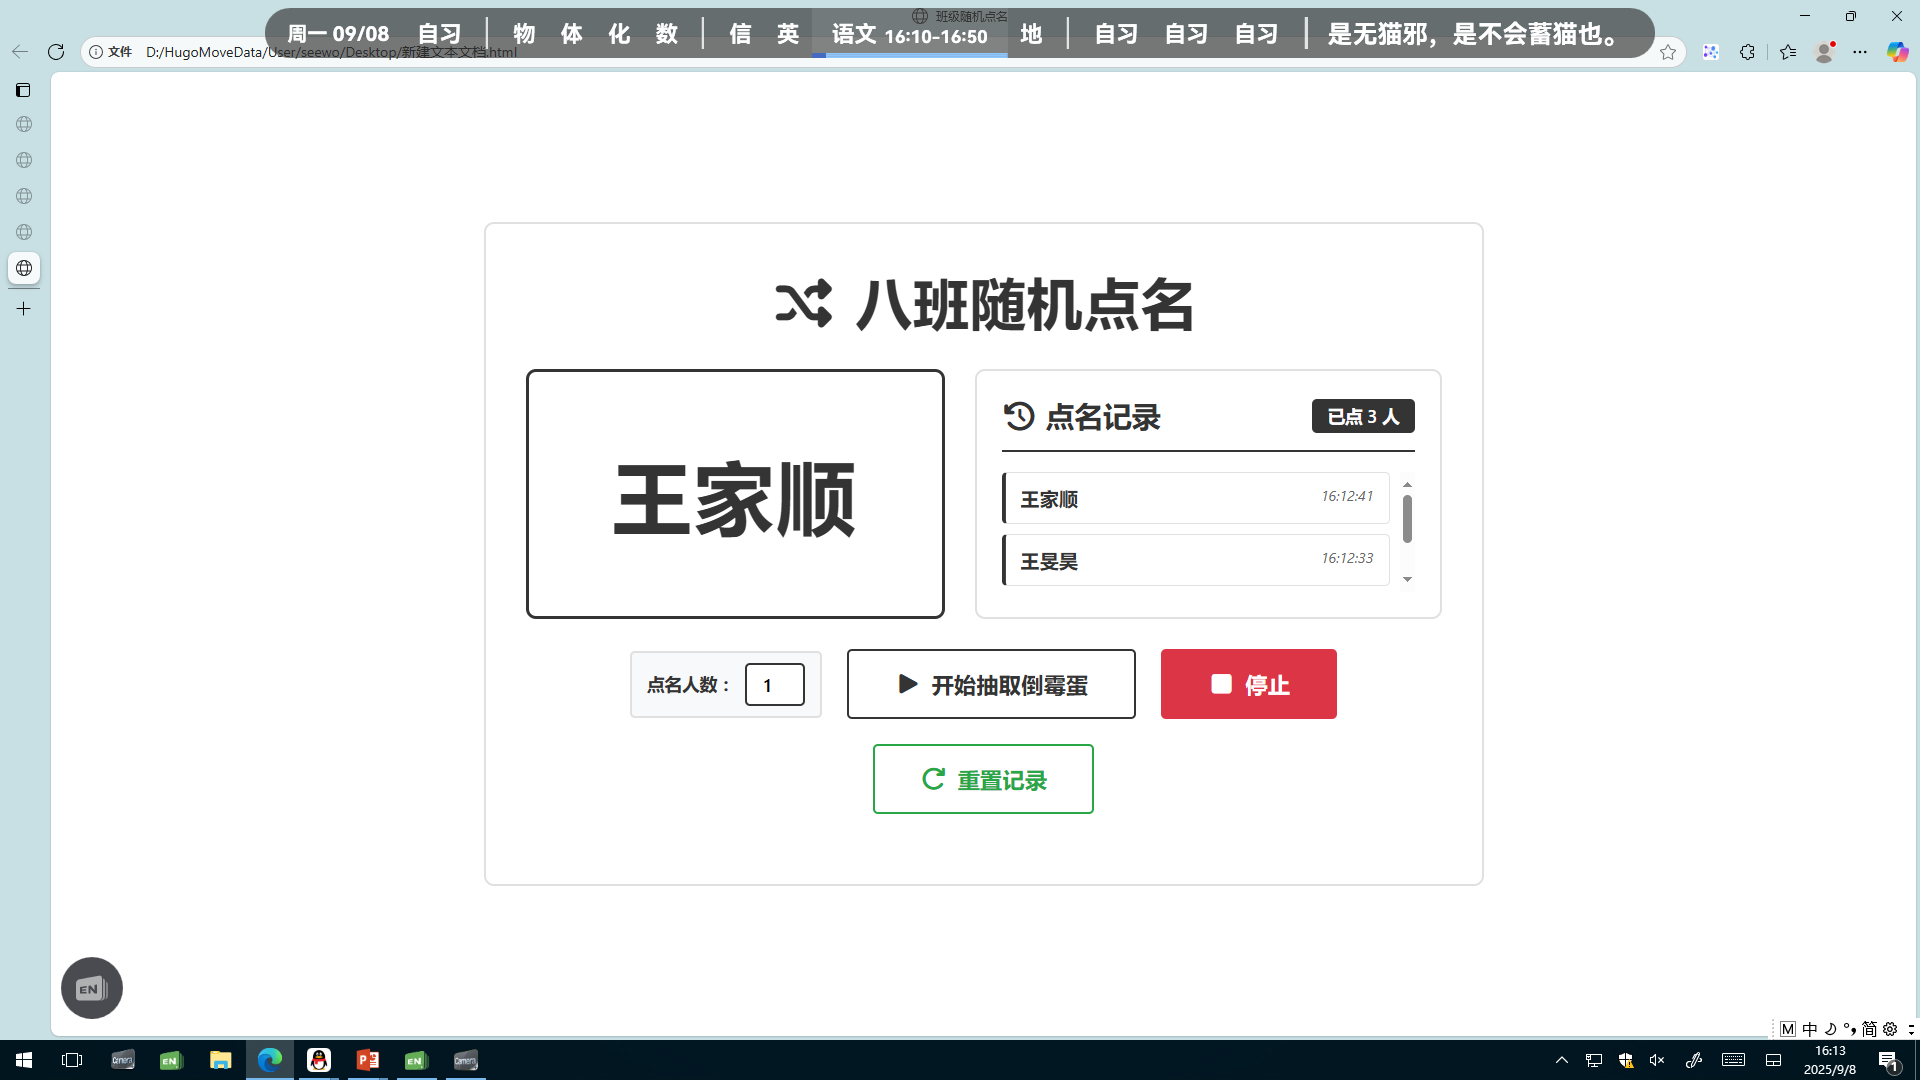 班级随机点名
周一 09/08 自习 | 物 体 化 数 | 信 英 语文 16:10-16:50 地 | 自习 自习 自习 | 是无猫邪，是不会蓄猫也。
文件 D:/HugoMoveData/User/seewo/Desktop/新建文本文档.html
八班随机点名
王家顺
点名记录 已点 3 人
王家顺 16:12:41
王旻昊 16:12:33
点名人数： 1 开始抽取倒霉蛋 停止
重置记录
EN
M 中 简
Camera EN EN Camera
16:13
2025/9/8
1